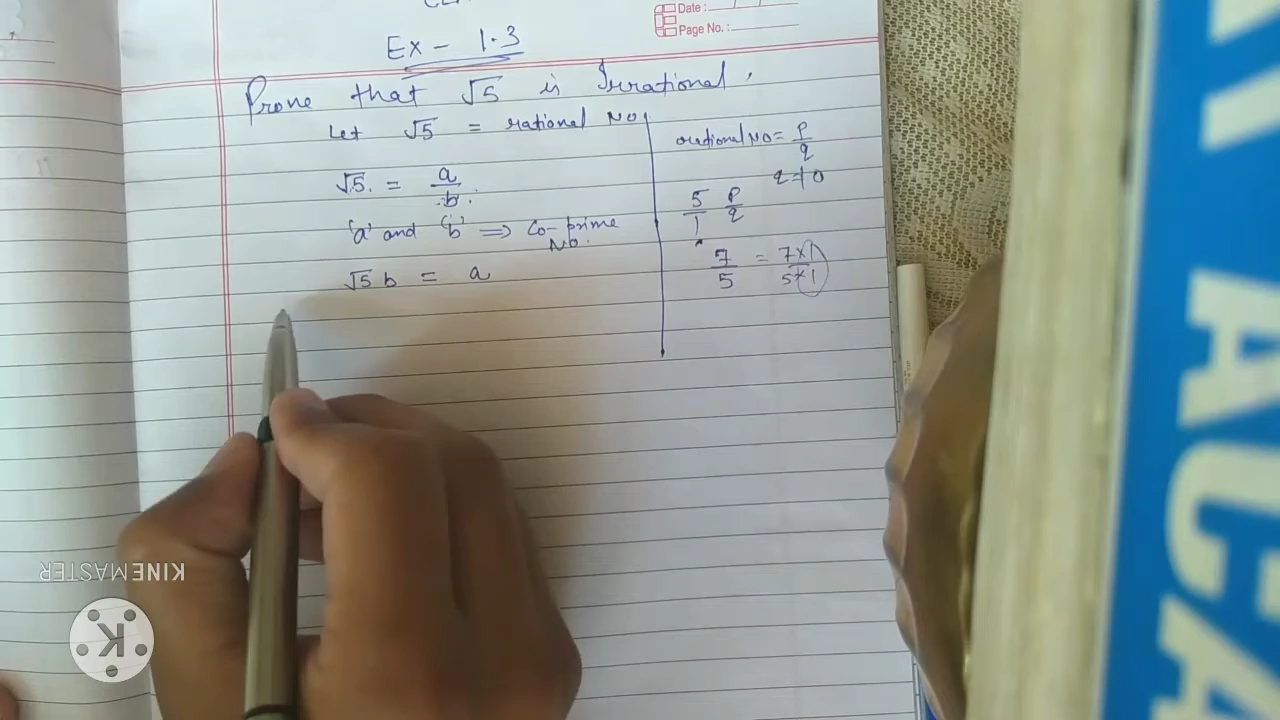 Date :
Page No. :
Ex - 1.3
Prove that √5 is Irrational.
Let √5 = rational No.
√5 = a/b
'a' and 'b' ⇒ Co-prime
No.
√5 b = a
rational No = p/q
q ≠ 0
5/1 p/q
7/5 = 7×1/5×1
KINEMASTER
K